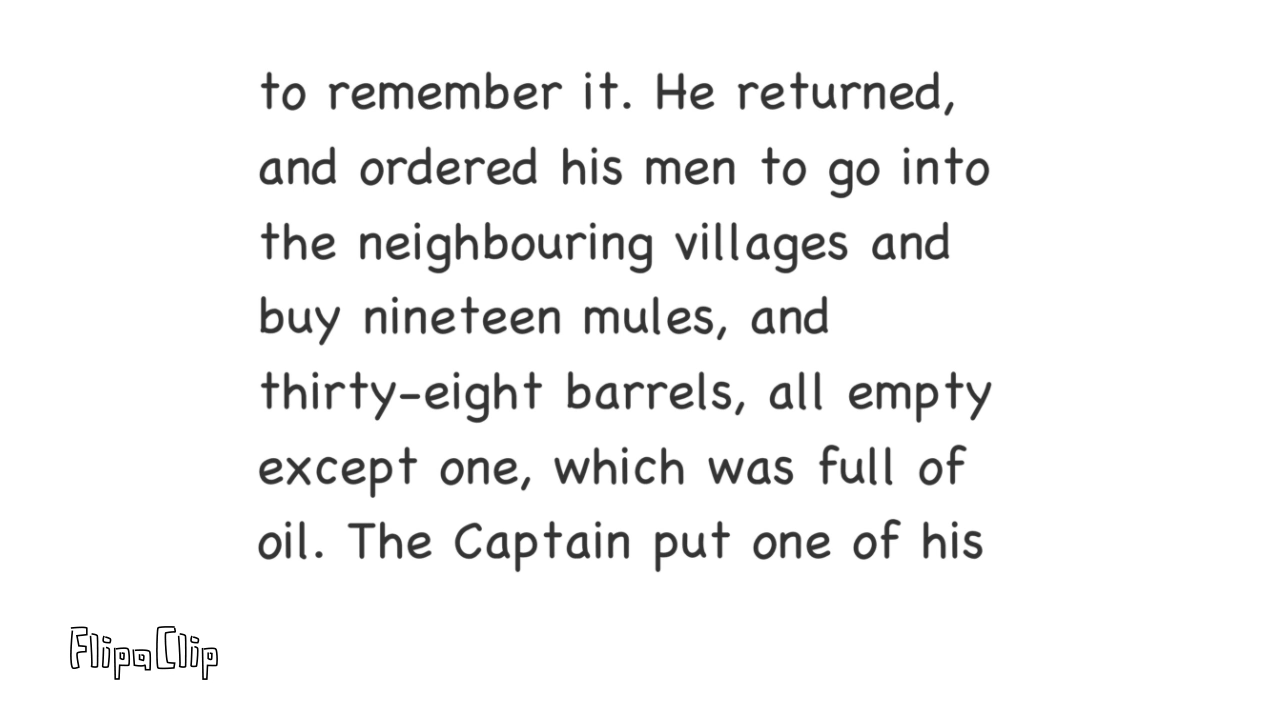 to remember it. He returned,
and ordered his men to go into
the neighbouring villages and
buy nineteen mules, and
thirty-eight barrels, all empty
except one, which was full of
oil. The Captain put one of his
FlipaClip